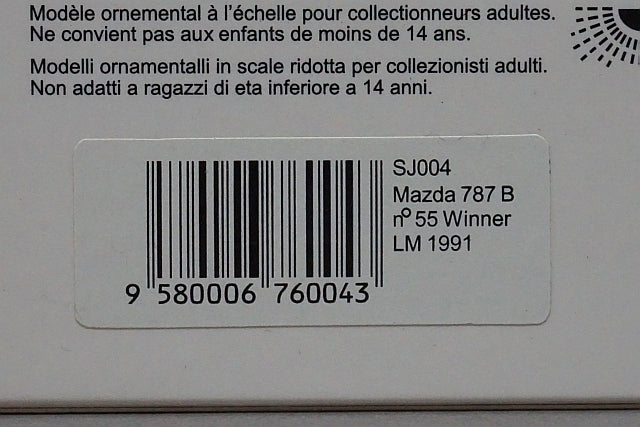 Modèle ornemental à l'échelle pour collectionneurs adultes.
Ne convient pas aux enfants de moins de 14 ans.
Modelli ornamentalli in scale ridotta per collezionisti adulti.
Non adatti a ragazzi di eta inferiore a 14 anni.
SJ004
Mazda 787 B
nº 55 Winner
LM 1991
9 580006 760043